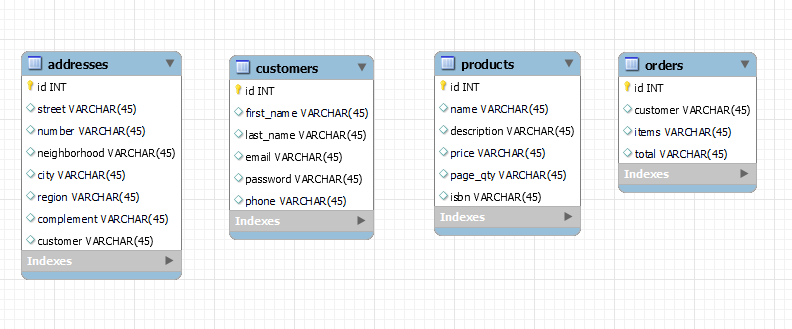 addresses
id INT
street VARCHAR(45)
number VARCHAR(45)
neighborhood VARCHAR(45)
city VARCHAR(45)
region VARCHAR(45)
complement VARCHAR(45)
customer VARCHAR(45)
Indexes
customers
id INT
first_name VARCHAR(45)
last_name VARCHAR(45)
email VARCHAR(45)
password VARCHAR(45)
phone VARCHAR(45)
Indexes
products
id INT
name VARCHAR(45)
description VARCHAR(45)
price VARCHAR(45)
page_qty VARCHAR(45)
isbn VARCHAR(45)
Indexes
orders
id INT
customer VARCHAR(45)
items VARCHAR(45)
total VARCHAR(45)
Indexes